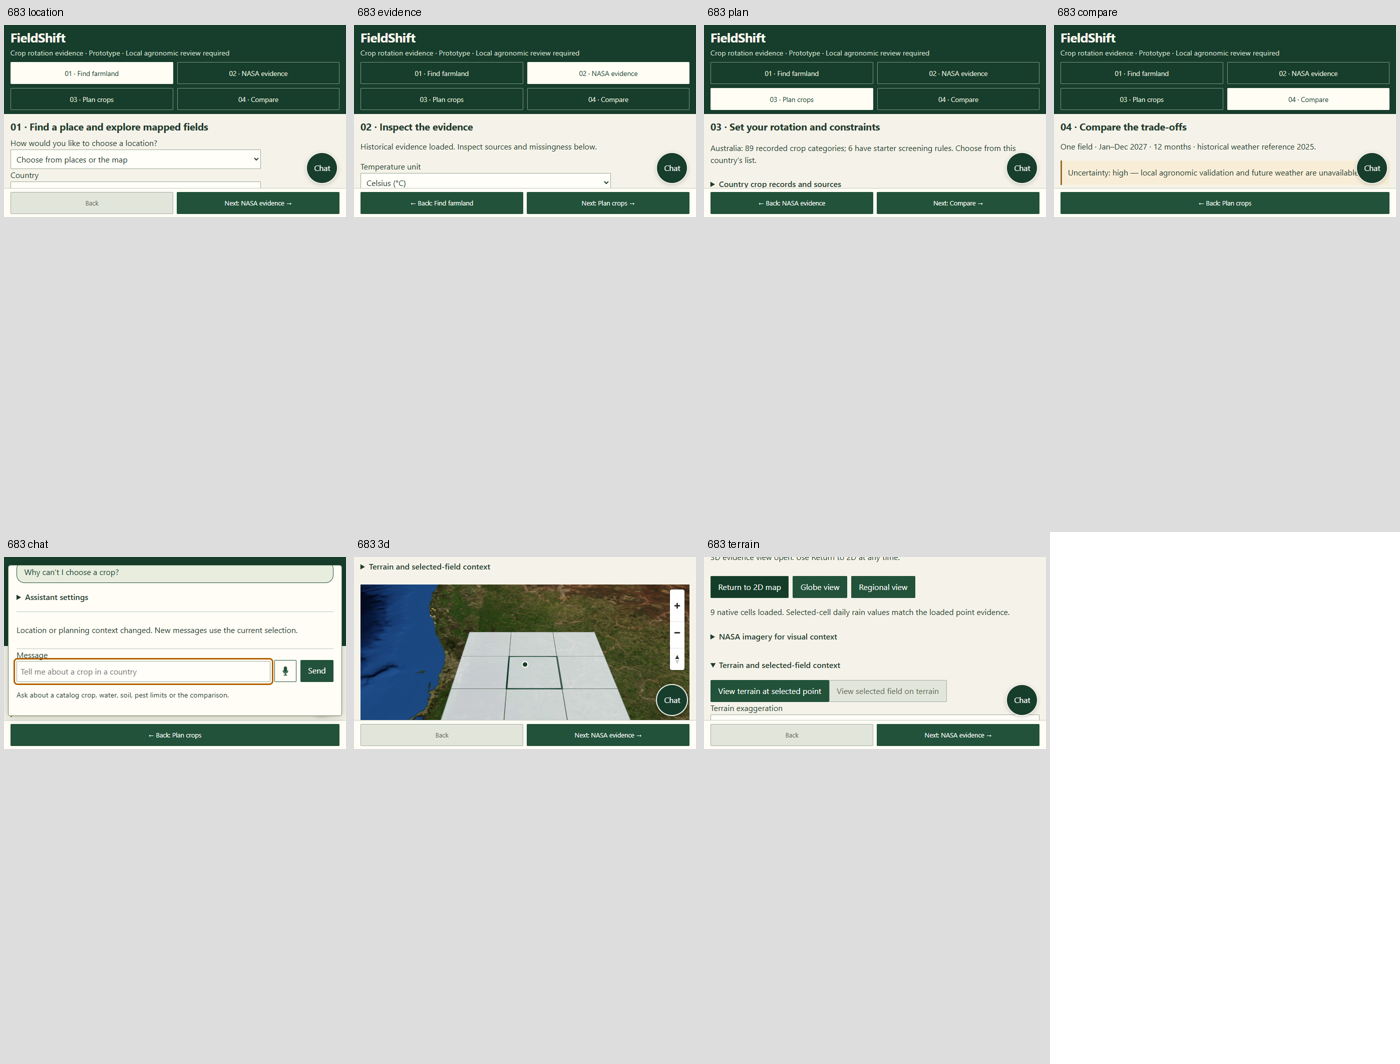 683 location
FieldShift
Crop rotation evidence · Prototype · Local agronomic review required
01 · Find farmland
02 · NASA evidence
03 · Plan crops
04 · Compare
01 · Find a place and explore mapped fields
How would you like to choose a location?
Choose from places or the map
Country
Chat
Back
Next: NASA evidence →
683 evidence
FieldShift
Crop rotation evidence · Prototype · Local agronomic review required
01 · Find farmland
02 · NASA evidence
03 · Plan crops
04 · Compare
02 · Inspect the evidence
Historical evidence loaded. Inspect sources and missingness below.
Temperature unit
Celsius (°C)
Chat
← Back: Find farmland
Next: Plan crops →
683 plan
FieldShift
Crop rotation evidence · Prototype · Local agronomic review required
01 · Find farmland
02 · NASA evidence
03 · Plan crops
04 · Compare
03 · Set your rotation and constraints
Australia: 89 recorded crop categories; 6 have starter screening rules. Choose from this
country's list.
▶ Country crop records and sources
Chat
← Back: NASA evidence
Next: Compare →
683 compare
FieldShift
Crop rotation evidence · Prototype · Local agronomic review required
01 · Find farmland
02 · NASA evidence
03 · Plan crops
04 · Compare
04 · Compare the trade-offs
One field · Jan–Dec 2027 · 12 months · historical weather reference 2025.
Uncertainty: high — local agronomic validation and future weather are unavailable
Chat
← Back: Plan crops
683 chat
Why can't I choose a crop?
▶ Assistant settings
Location or planning context changed. New messages use the current selection.
Message
Tell me about a crop in a country
Send
Ask about a catalog crop, water, soil, pest limits or the comparison.
← Back: Plan crops
683 3d
▶ Terrain and selected-field context
Chat
Back
Next: NASA evidence →
683 terrain
3D evidence view open. Use Return to 2D at any time.
Return to 2D map
Globe view
Regional view
9 native cells loaded. Selected-cell daily rain values match the loaded point evidence.
▶ NASA imagery for visual context
▼ Terrain and selected-field context
View terrain at selected point
View selected field on terrain
Terrain exaggeration
Chat
Back
Next: NASA evidence →